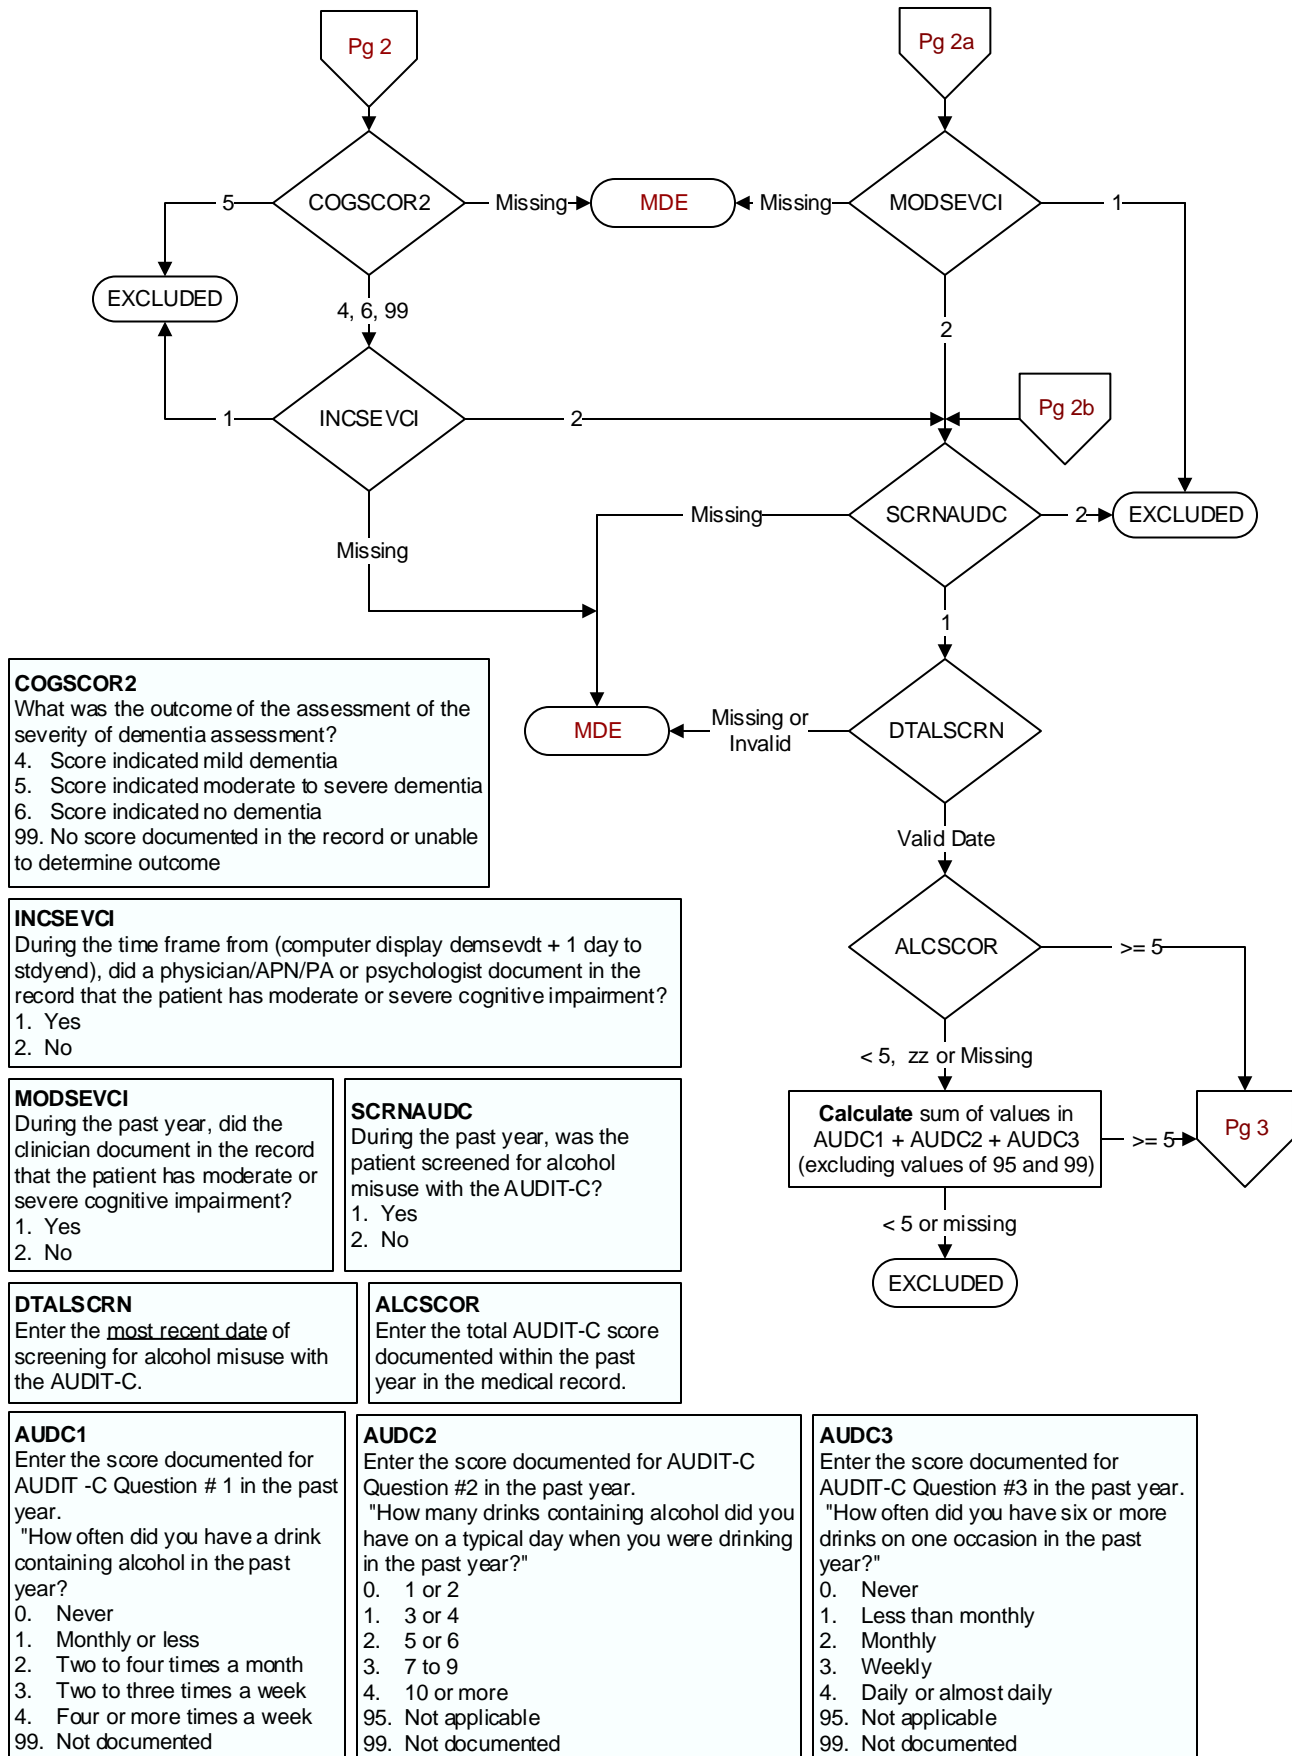 Pg 2
Pg 2a
COGSCOR2
MODSEVCI
5
Missing
MDE
Missing
1
EXCLUDED
4, 6, 99
2
INCSEVCI
1
2
Pg 2b
SCRNAUDC
Missing
2
EXCLUDED
Missing
1
DTALSCRN
Missing or
Invalid
MDE
Valid Date
ALCSCOR
>= 5
< 5, zz or Missing
Calculate sum of values in
AUDC1 + AUDC2 + AUDC3
(excluding values of 95 and 99)
>= 5
Pg 3
< 5 or missing
EXCLUDED
COGSCOR2
What was the outcome of the assessment of the
severity of dementia assessment?
4. Score indicated mild dementia
5. Score indicated moderate to severe dementia
6. Score indicated no dementia
99. No score documented in the record or unable
to determine outcome
INCSEVCI
During the time frame from (computer display demsevdt + 1 day to
stdyend), did a physician/APN/PA or psychologist document in the
record that the patient has moderate or severe cognitive impairment?
1. Yes
2. No
MODSEVCI
During the past year, did the
clinician document in the record
that the patient has moderate or
severe cognitive impairment?
1. Yes
2. No
SCRNAUDC
During the past year, was the
patient screened for alcohol
misuse with the AUDIT-C?
1. Yes
2. No
DTALSCRN
Enter the most recent date of
screening for alcohol misuse with
the AUDIT-C.
ALCSCOR
Enter the total AUDIT-C score
documented within the past
year in the medical record.
AUDC1
Enter the score documented for
AUDIT -C Question # 1 in the past
year.
"How often did you have a drink
containing alcohol in the past
year?
0. Never
1. Monthly or less
2. Two to four times a month
3. Two to three times a week
4. Four or more times a week
99. Not documented
AUDC2
Enter the score documented for AUDIT-C
Question #2 in the past year.
"How many drinks containing alcohol did you
have on a typical day when you were drinking
in the past year?"
0. 1 or 2
1. 3 or 4
2. 5 or 6
3. 7 to 9
4. 10 or more
95. Not applicable
99. Not documented
AUDC3
Enter the score documented for
AUDIT-C Question #3 in the past year.
"How often did you have six or more
drinks on one occasion in the past
year?"
0. Never
1. Less than monthly
2. Monthly
3. Weekly
4. Daily or almost daily
95. Not applicable
99. Not documented